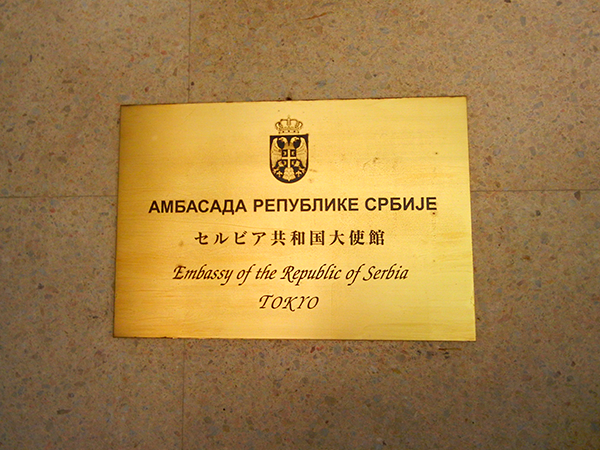 АМБАСАДА РЕПУБЛИКЕ СРБИЈЕ
セルビア共和国大使館
Embassy of the Republic of Serbia
TOKYO